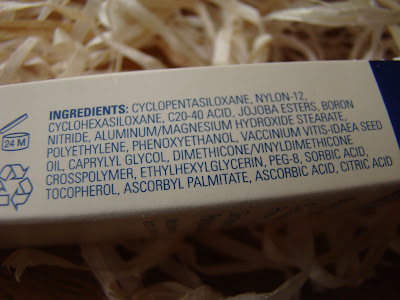 INGREDIENTS: CYCLOPENTASILOXANE, NYLON-12,
CYCLOHEXASILOXANE, C20-40 ACID, JOJOBA ESTERS, BORON
NITRIDE, ALUMINUM/MAGNESIUM HYDROXIDE STEARATE,
POLYETHYLENE, PHENOXYETHANOL, VACCINIUM VITIS-IDAEA SEED
OIL, CAPRYLYL GLYCOL, DIMETHICONE/VINYLDIMETHICONE
CROSSPOLYMER, ETHYLHEXYLGLYCERIN, PEG-8, SORBIC ACID,
TOCOPHEROL, ASCORBYL PALMITATE, ASCORBIC ACID, CITRIC ACID
24 M